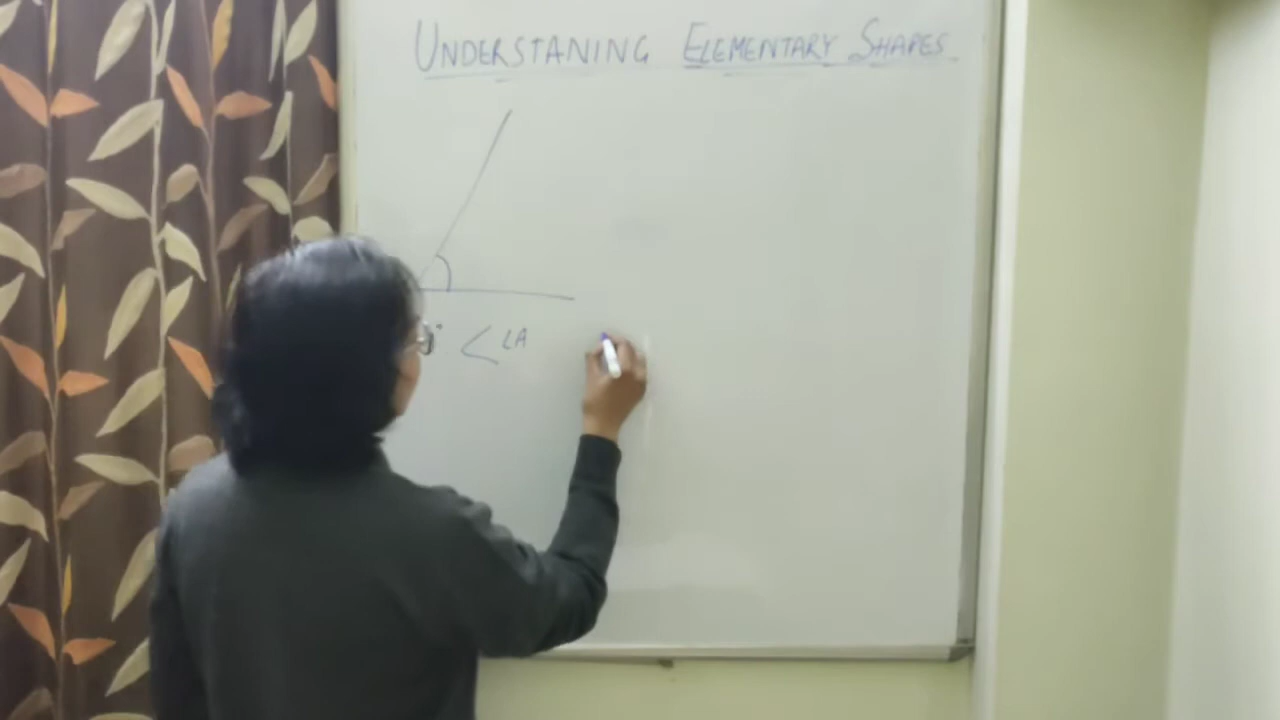 UNDERSTANING ELEMENTARY SHAPES
° < ∠A